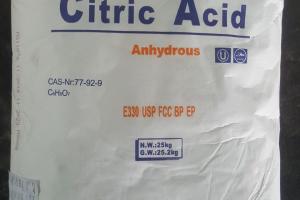 Citric Acid
Anhydrous
CAS-Nr:77-92-9
C₆H₈O₇
E330 USP FCC BP EP
N.W.:25kg
G.W.:25.2kg